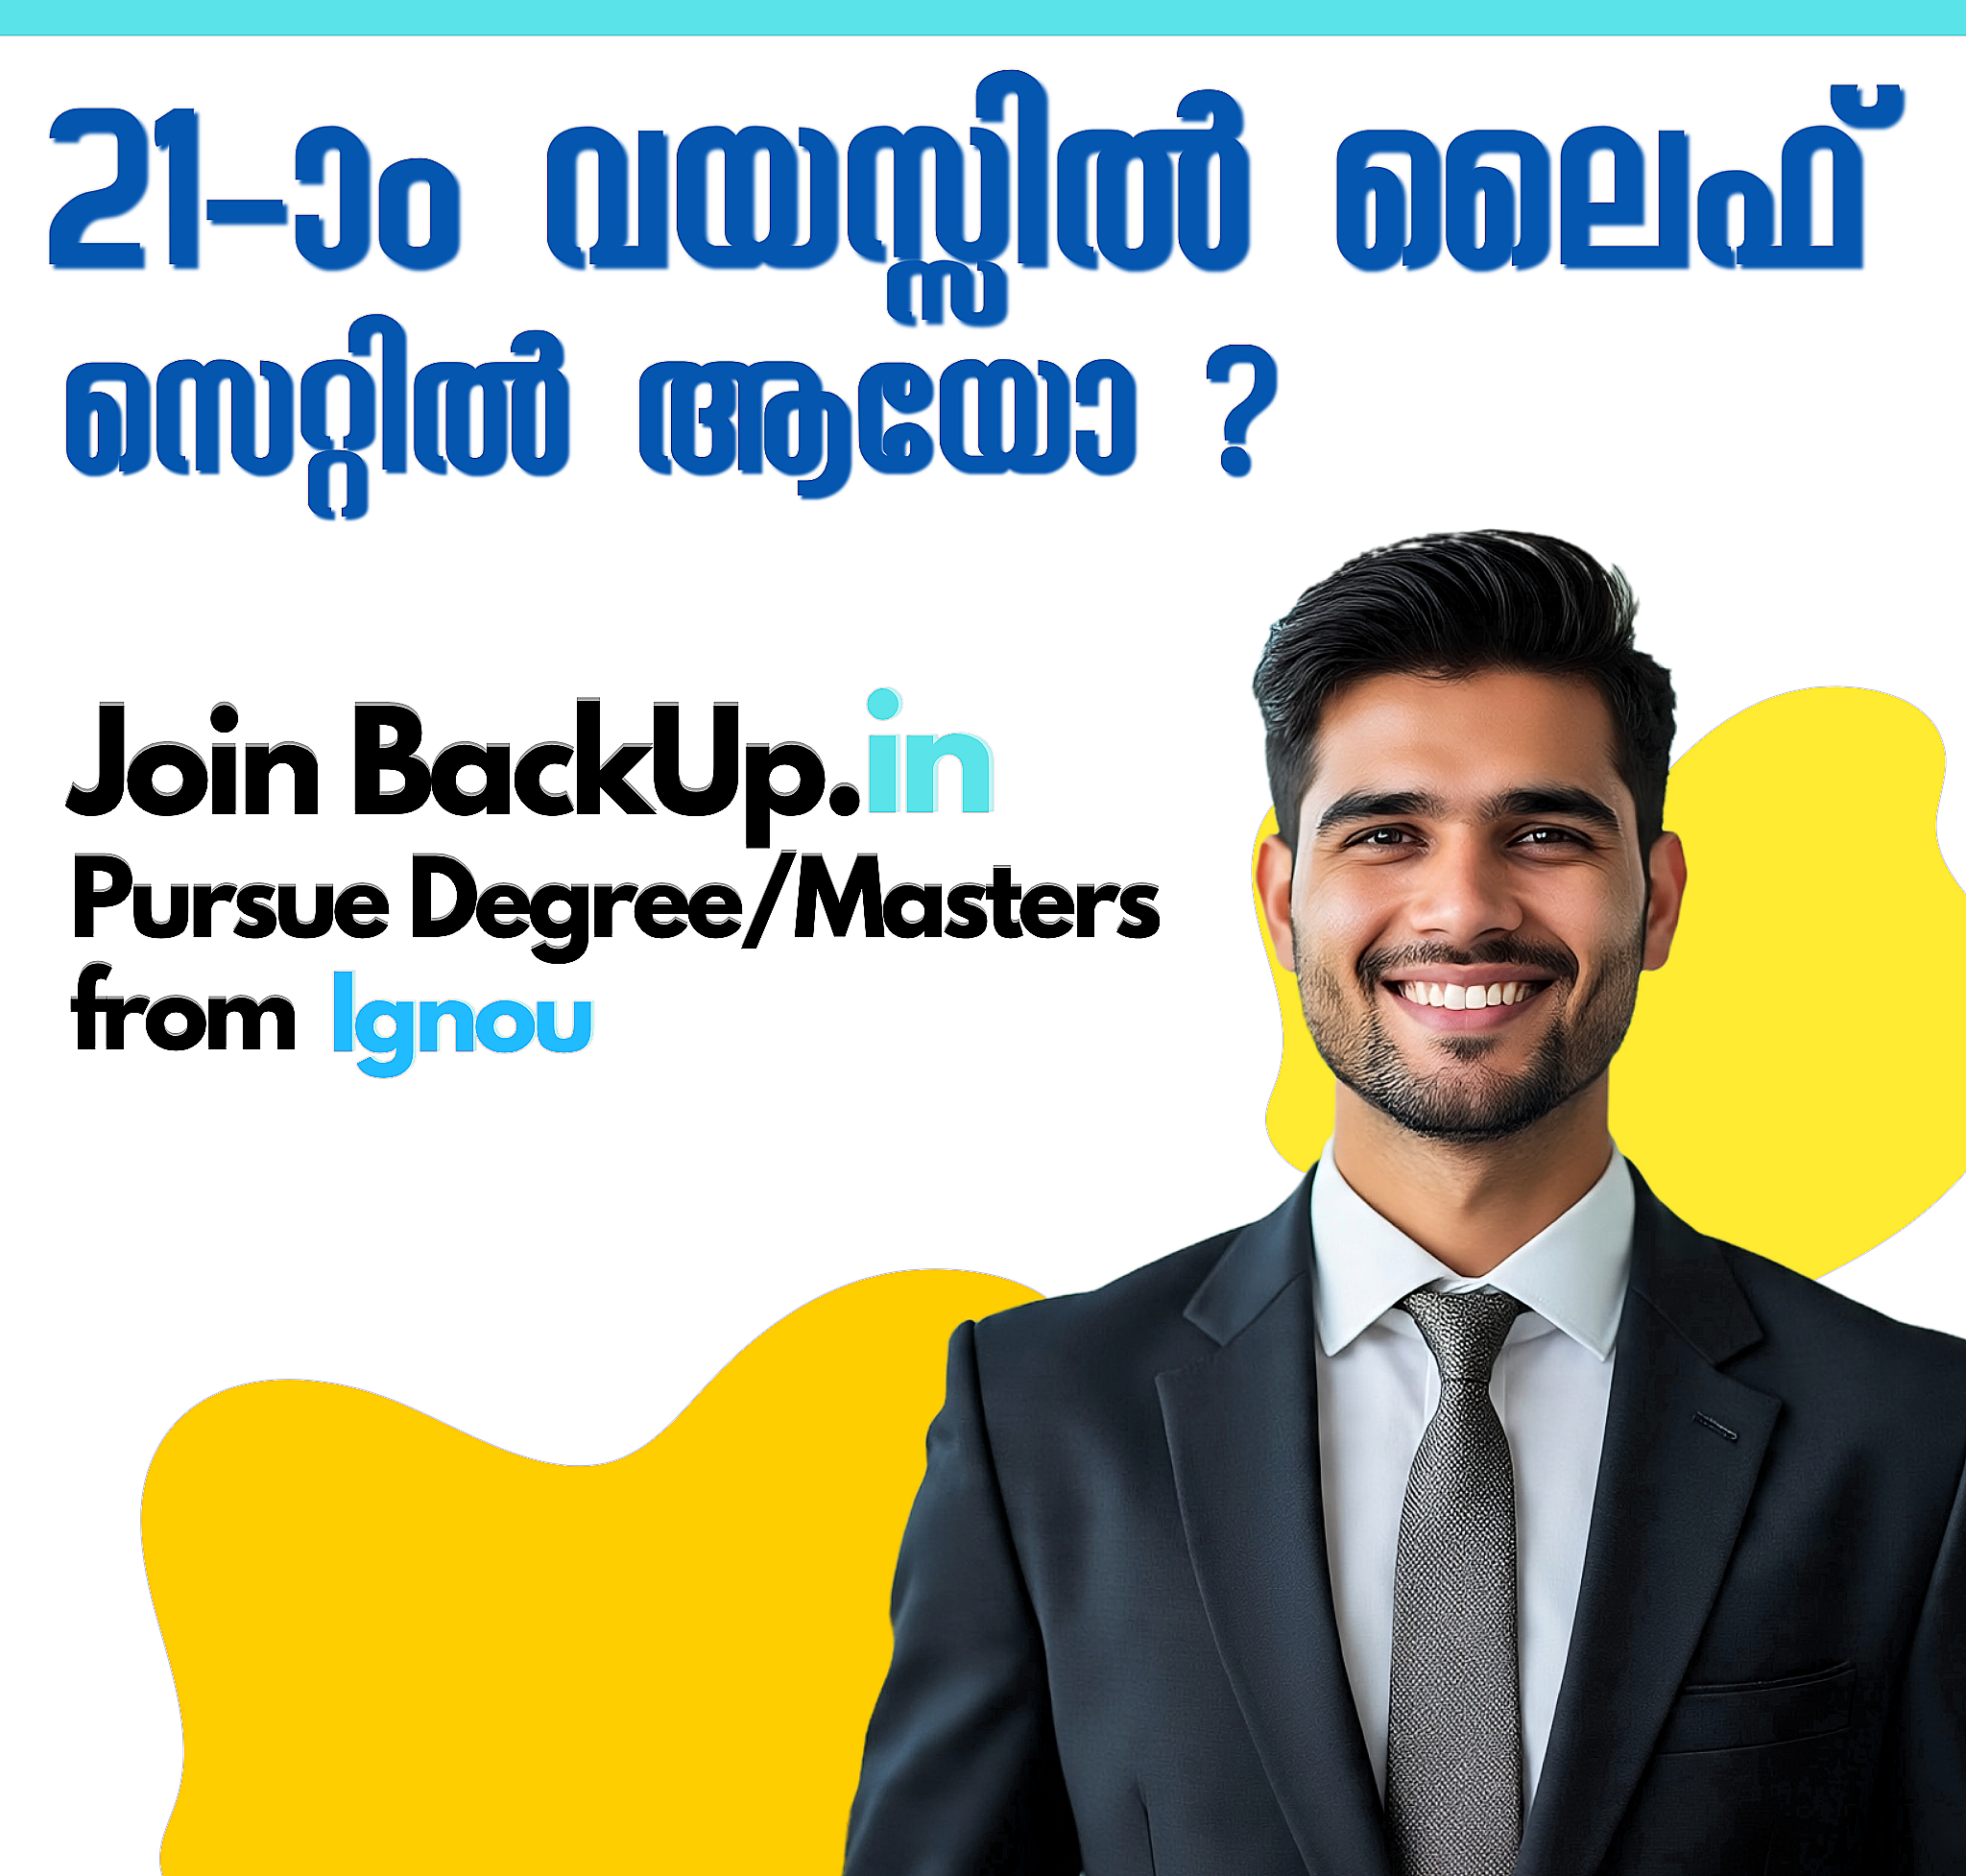 21-ാം വയസ്സിൽ ലൈഫ്
സെറ്റിൽ ആയോ ?
Join BackUp.in
Pursue Degree/Masters
from Ignou